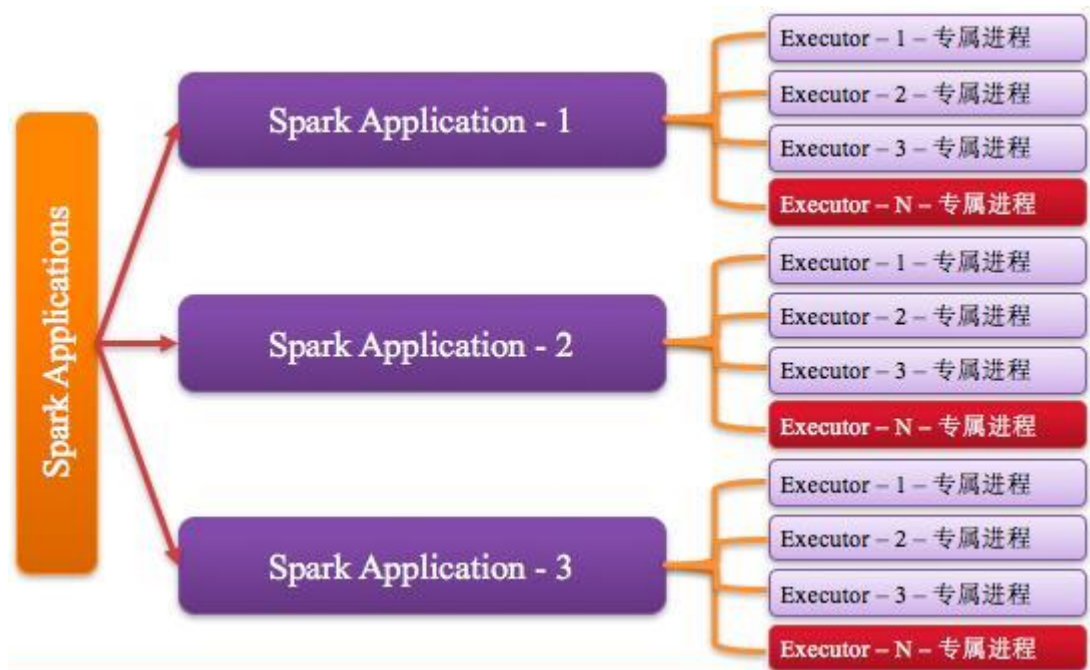 Spark Applications
Spark Application - 1
Executor – 1 – 专属进程
Executor – 2 – 专属进程
Executor – 3 – 专属进程
Executor – N – 专属进程
Spark Application - 2
Executor – 1 – 专属进程
Executor – 2 – 专属进程
Executor – 3 – 专属进程
Executor – N – 专属进程
Spark Application - 3
Executor – 1 – 专属进程
Executor – 2 – 专属进程
Executor – 3 – 专属进程
Executor – N – 专属进程